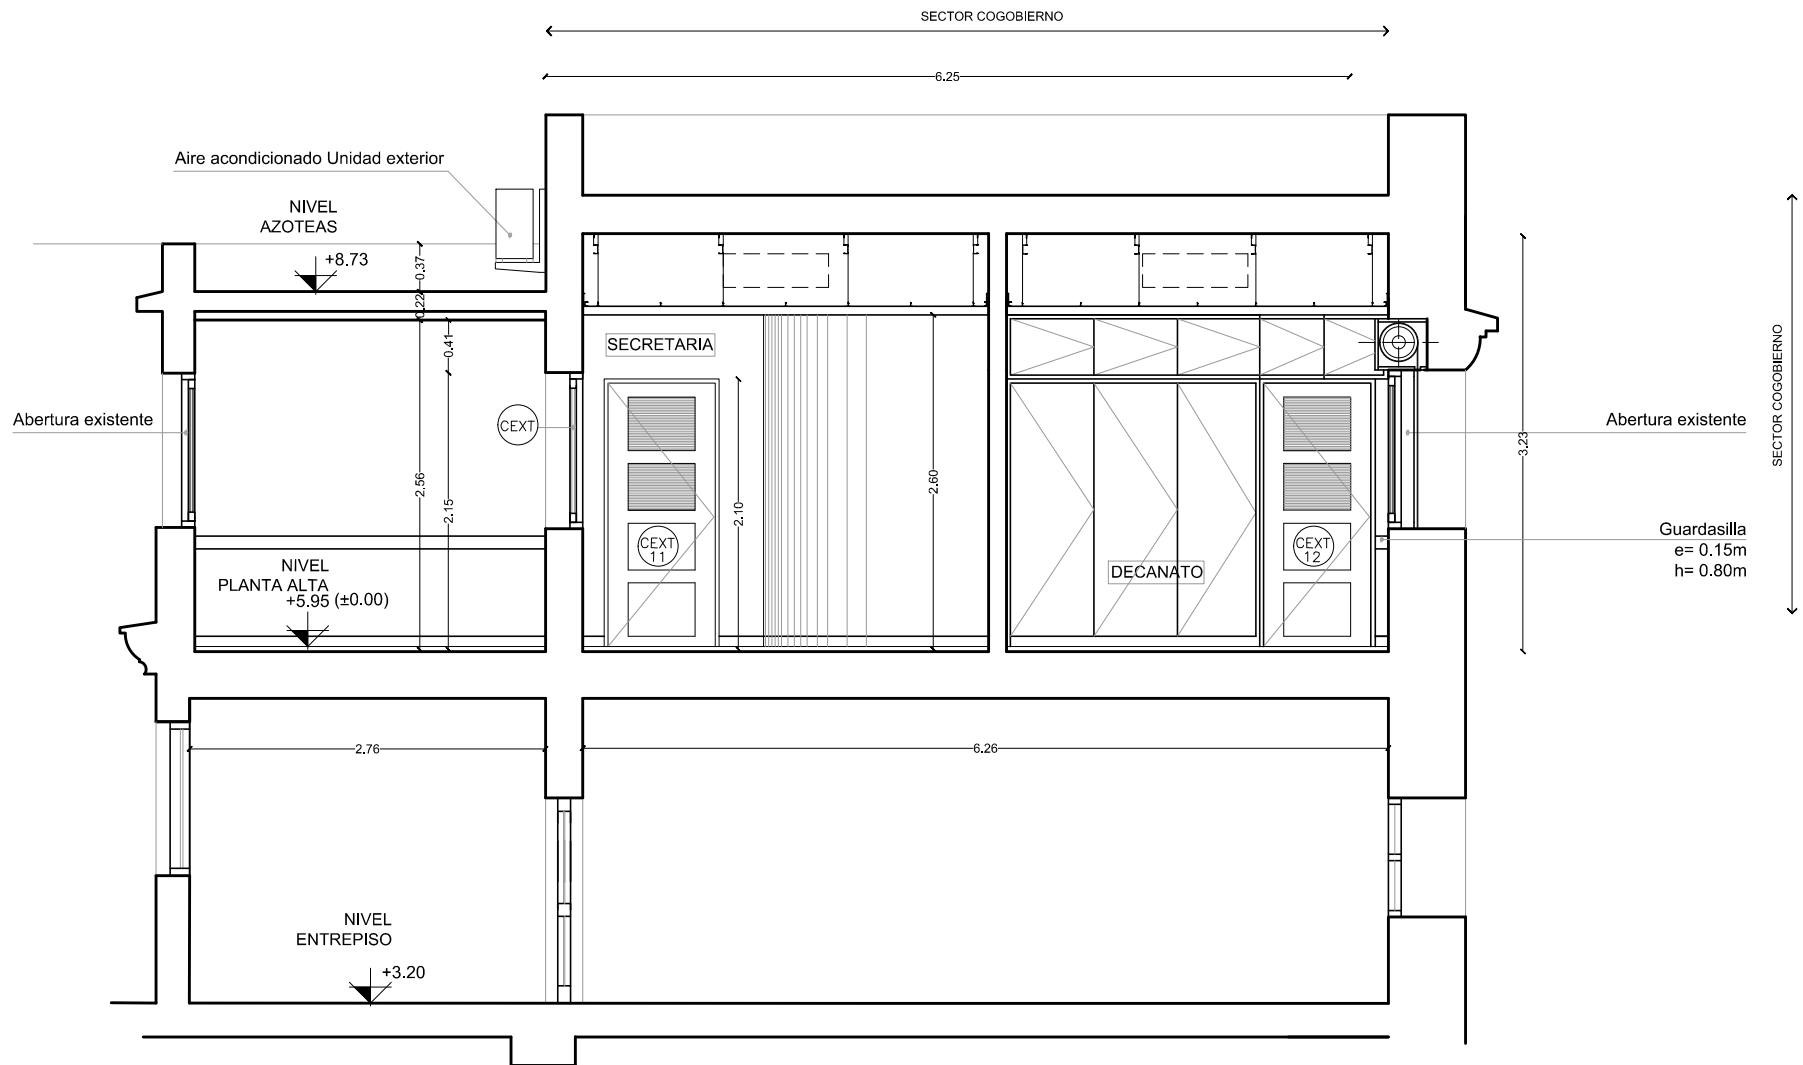 SECTOR COGOBIERNO
6.25
Aire acondicionado Unidad exterior
NIVEL
AZOTEAS
+8.73
0.37
0.22
0.41
2.56
2.15
SECRETARIA
2.10
2.60
3.23
SECTOR COGOBIERNO
Abertura existente
CEXT
Abertura existente
CEXT
11
CEXT
12
DECANATO
Guardasilla
e= 0.15m
h= 0.80m
NIVEL
PLANTA ALTA
+5.95 (±0.00)
2.76
6.26
NIVEL
ENTREPISO
+3.20